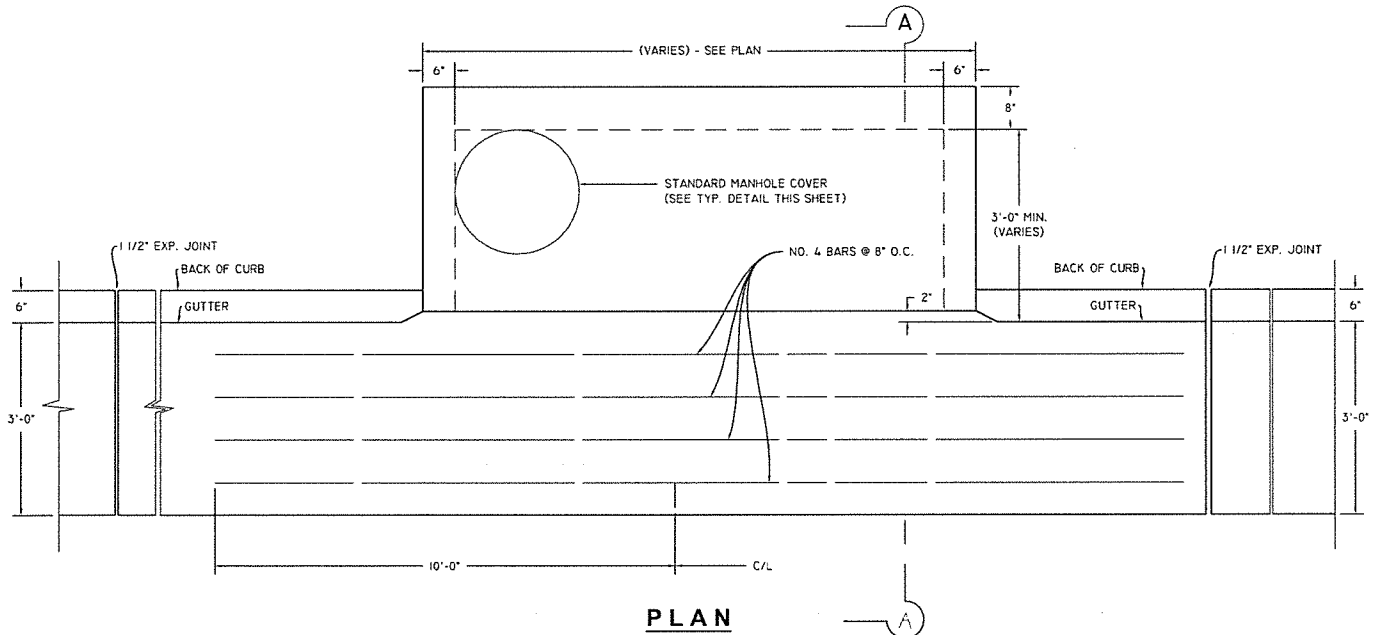 A
(VARIES) - SEE PLAN
6"
6"
8"
STANDARD MANHOLE COVER
(SEE TYP. DETAIL THIS SHEET)
3'-0" MIN.
(VARIES)
1 1/2" EXP. JOINT
NO. 4 BARS @ 8" O.C.
1 1/2" EXP. JOINT
BACK OF CURB
BACK OF CURB
6"
GUTTER
2"
GUTTER
6"
3'-0"
3'-0"
10'-0"
C/L
PLAN
A